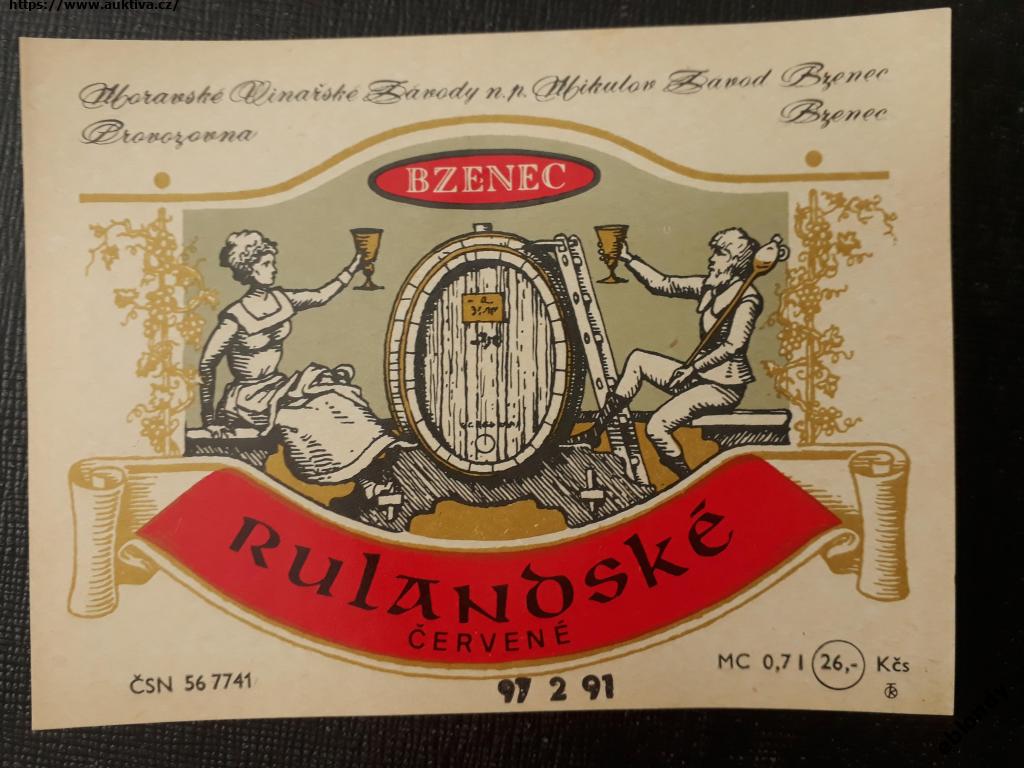 https://www.auktiva.cz/
Moravské Vinařské Závody n.p. Mikulov Závod Bzenec
Provozovna Bzenec
BZENEC
Rulandské
ČERVENÉ
ČSN 56 7741
97 2 91
MC 0,7 l 26,- Kčs
eblondy